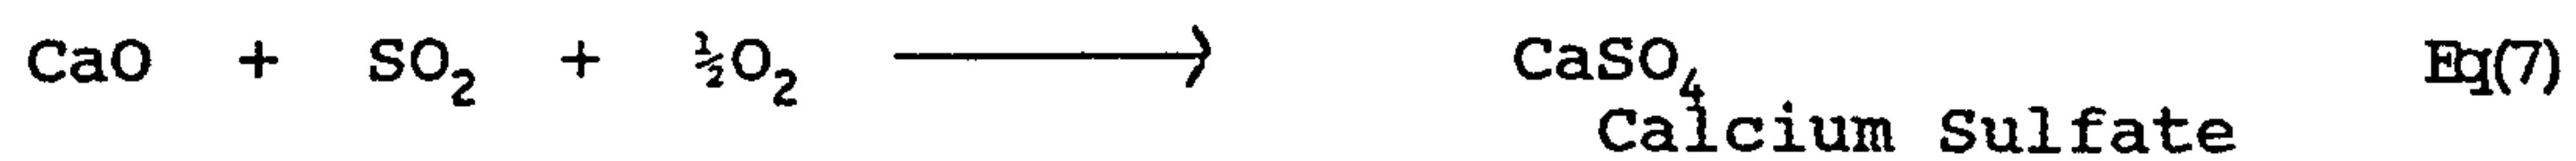 CaO + SO₂ + ½O₂ ⟶ CaSO₄ Eq(7)
Calcium Sulfate